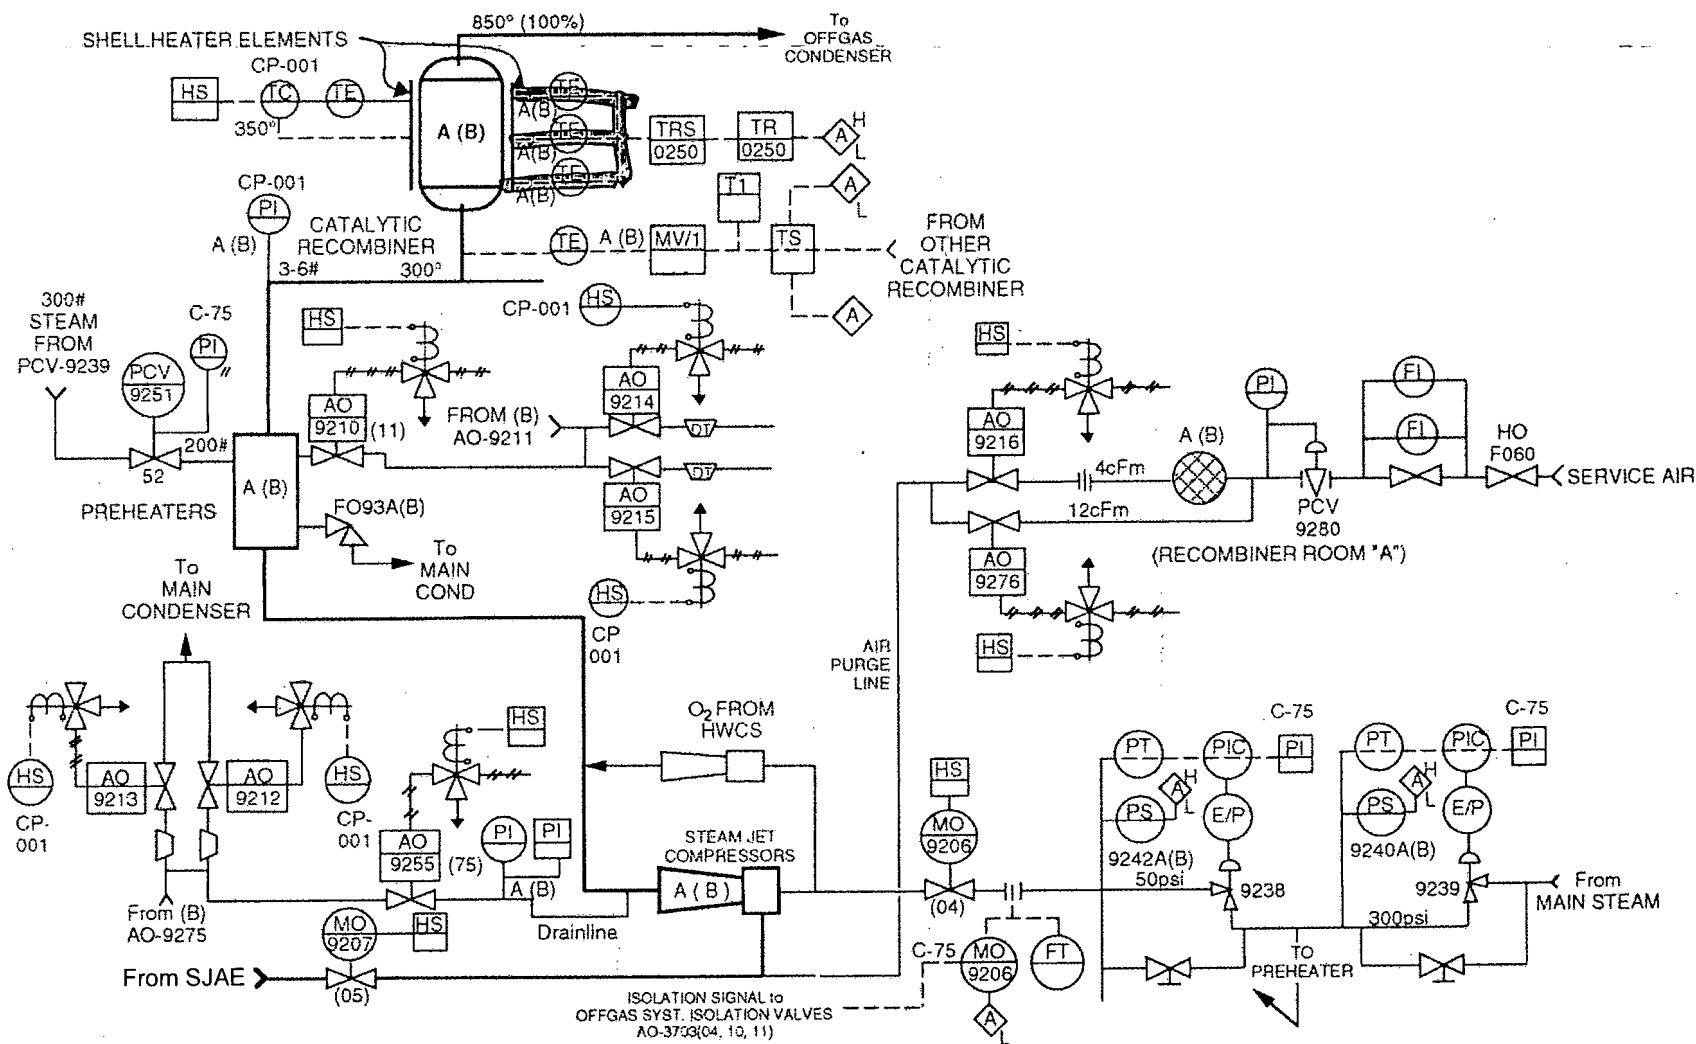 850° (100%)
To
OFFGAS
CONDENSER
SHELL HEATER ELEMENTS
CP-001
HS
TC
TE
350°
A (B)
TE
A(B)
TE
A(B)
TE
A(B)
TRS
0250
TR
0250
A
H
L
CP-001
PI
A (B)
CATALYTIC
RECOMBINER
3-6#
300°
TE
A (B)
MV/1
T1
TS
A
L
A
FROM
OTHER
CATALYTIC
RECOMBINER
300#
STEAM
FROM
PCV-9239
C-75
PI
PCV
9251
52
200#
PREHEATERS
A (B)
HS
AO
9210
(11)
FO93A(B)
To
MAIN
COND
CP-001
HS
AO
9214
FROM (B)
AO-9211
DT
DT
AO
9215
HS
CP
001
HS
AO
9216
A (B)
4cFm
12cFm
PI
PCV
9280
FI
FI
HO
F060
SERVICE AIR
(RECOMBINER ROOM "A")
AO
9276
HS
AIR
PURGE
LINE
To
MAIN
CONDENSER
HS
CP-
001
AO
9213
AO
9212
HS
CP-
001
From (B)
AO-9275
HS
AO
9255
(75)
PI
PI
A (B)
Drainline
MO
9207
HS
(05)
From SJAE
O2 FROM
HWCS
STEAM JET
COMPRESSORS
A ( B )
HS
MO
9206
(04)
C-75
MO
9206
FT
A
L
ISOLATION SIGNAL to
OFFGAS SYST. ISOLATION VALVES
AO-3703(04, 10, 11)
C-75
PT
PIC
PI
PS
A
H
L
E/P
9242A(B)
50psi
9238
C-75
PT
PIC
PI
PS
A
H
L
E/P
9240A(B)
9239
300psi
From
MAIN STEAM
TO
PREHEATER